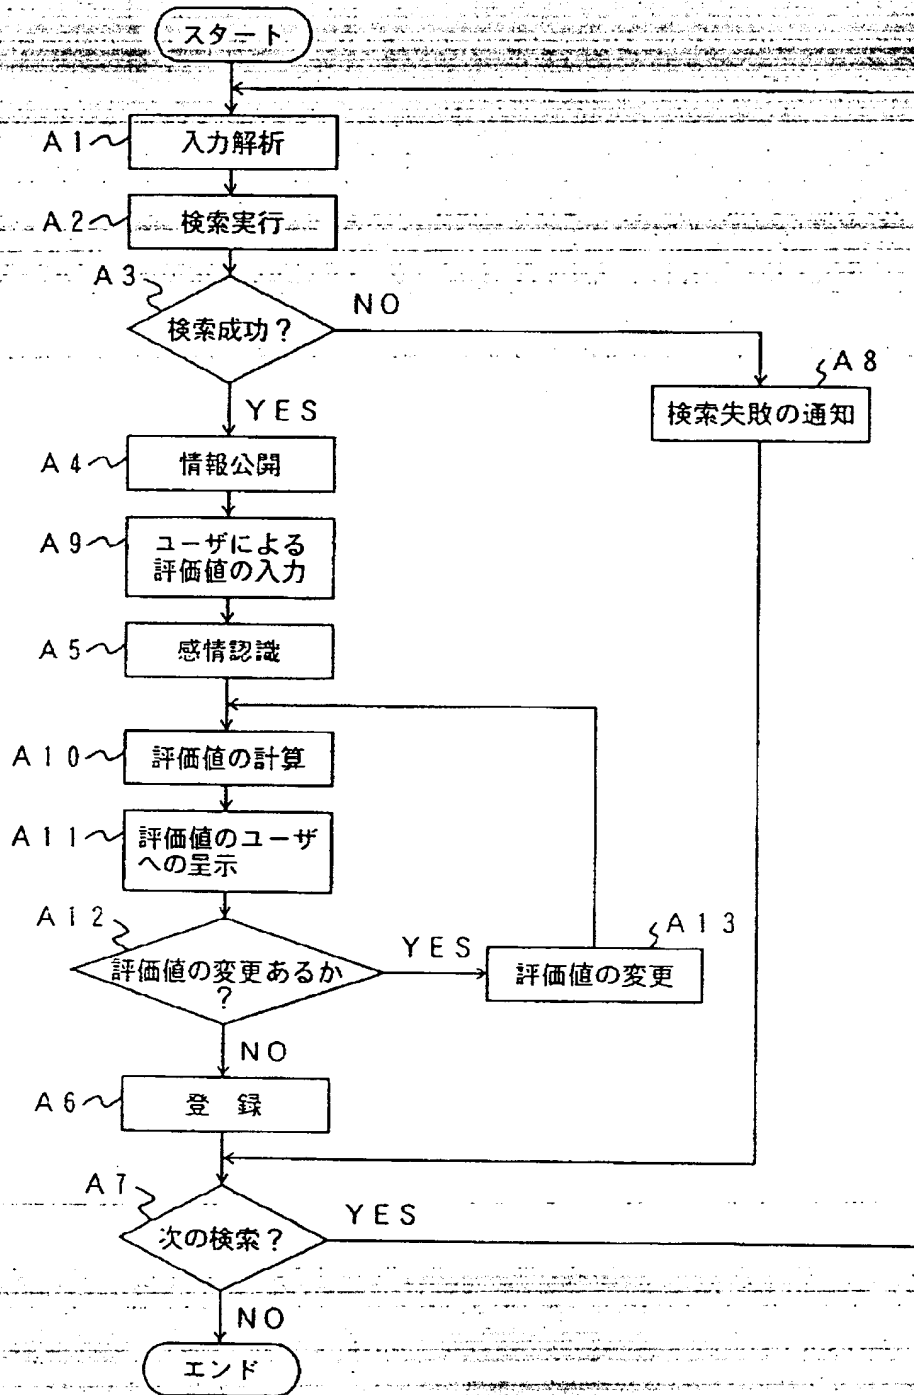 スタート
A1
入力解析
A2
検索実行
A3
検索成功?
NO
YES
A8
検索失敗の通知
A4
情報公開
A9
ユーザによる
評価値の入力
A5
感情認識
A10
評価値の計算
A11
評価値のユーザ
への呈示
A12
評価値の変更あるか
?
YES
A13
評価値の変更
NO
A6
登 録
A7
次の検索?
YES
NO
エンド